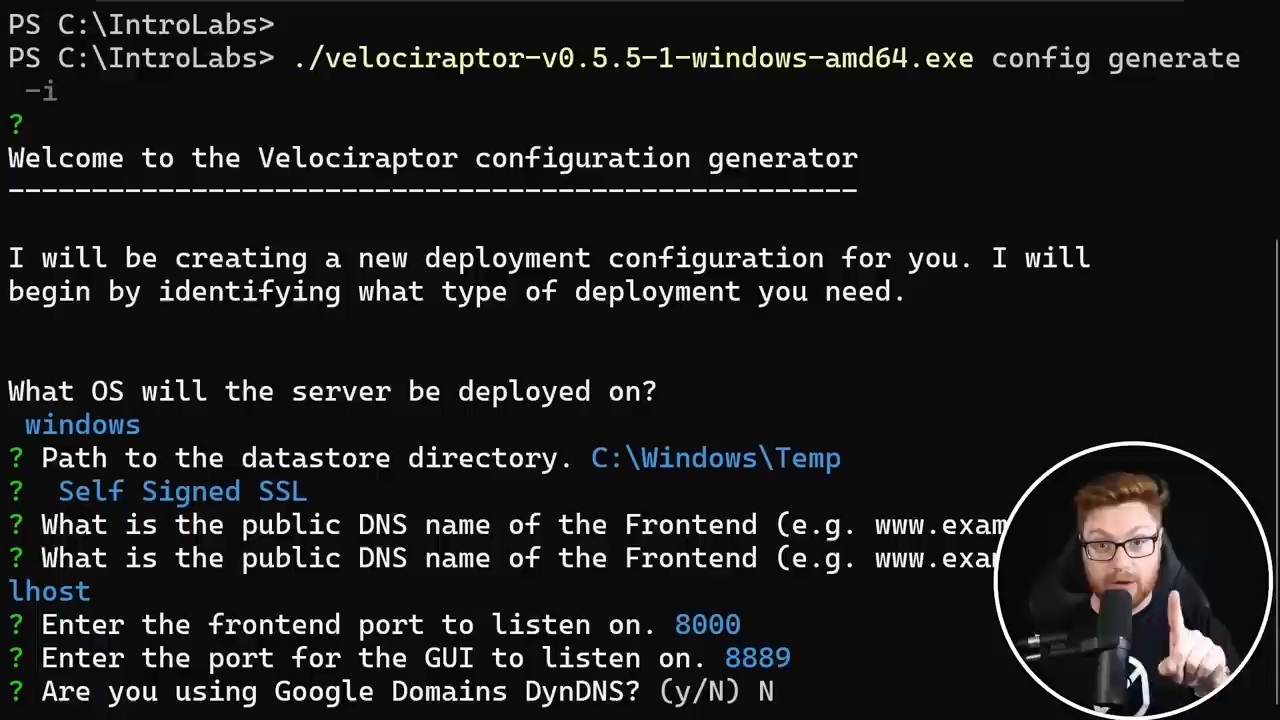 PS C:\IntroLabs>
PS C:\IntroLabs> ./velociraptor-v0.5.5-1-windows-amd64.exe config generate
-i
?
Welcome to the Velociraptor configuration generator
---------------------------------------------------
I will be creating a new deployment configuration for you. I will
begin by identifying what type of deployment you need.
What OS will the server be deployed on?
windows
? Path to the datastore directory. C:\Windows\Temp
?  Self Signed SSL
? What is the public DNS name of the Frontend (e.g. www.exam
? What is the public DNS name of the Frontend (e.g. www.exam
lhost
? Enter the frontend port to listen on. 8000
? Enter the port for the GUI to listen on. 8889
? Are you using Google Domains DynDNS? (y/N) N